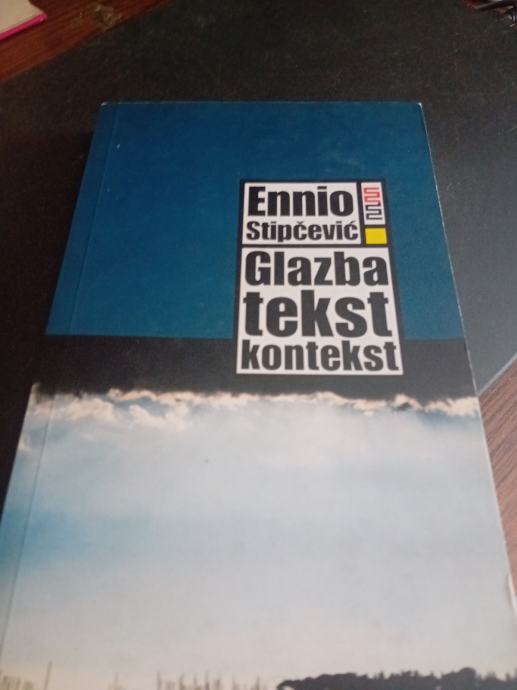 Ennio
Stipčević
Glazba
tekst
kontekst